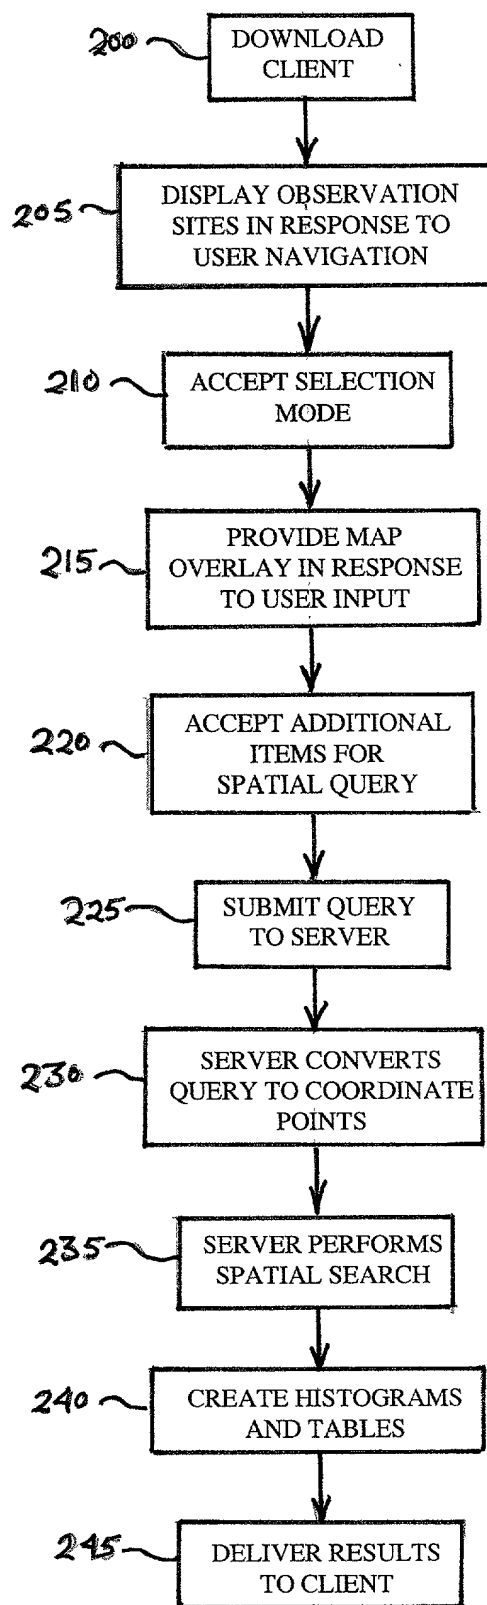 200
DOWNLOAD
CLIENT
205
DISPLAY OBSERVATION
SITES IN RESPONSE TO
USER NAVIGATION
210
ACCEPT SELECTION
MODE
215
PROVIDE MAP
OVERLAY IN RESPONSE
TO USER INPUT
220
ACCEPT ADDITIONAL
ITEMS FOR
SPATIAL QUERY
225
SUBMIT QUERY
TO SERVER
230
SERVER CONVERTS
QUERY TO COORDINATE
POINTS
235
SERVER PERFORMS
SPATIAL SEARCH
240
CREATE HISTOGRAMS
AND TABLES
245
DELIVER RESULTS
TO CLIENT